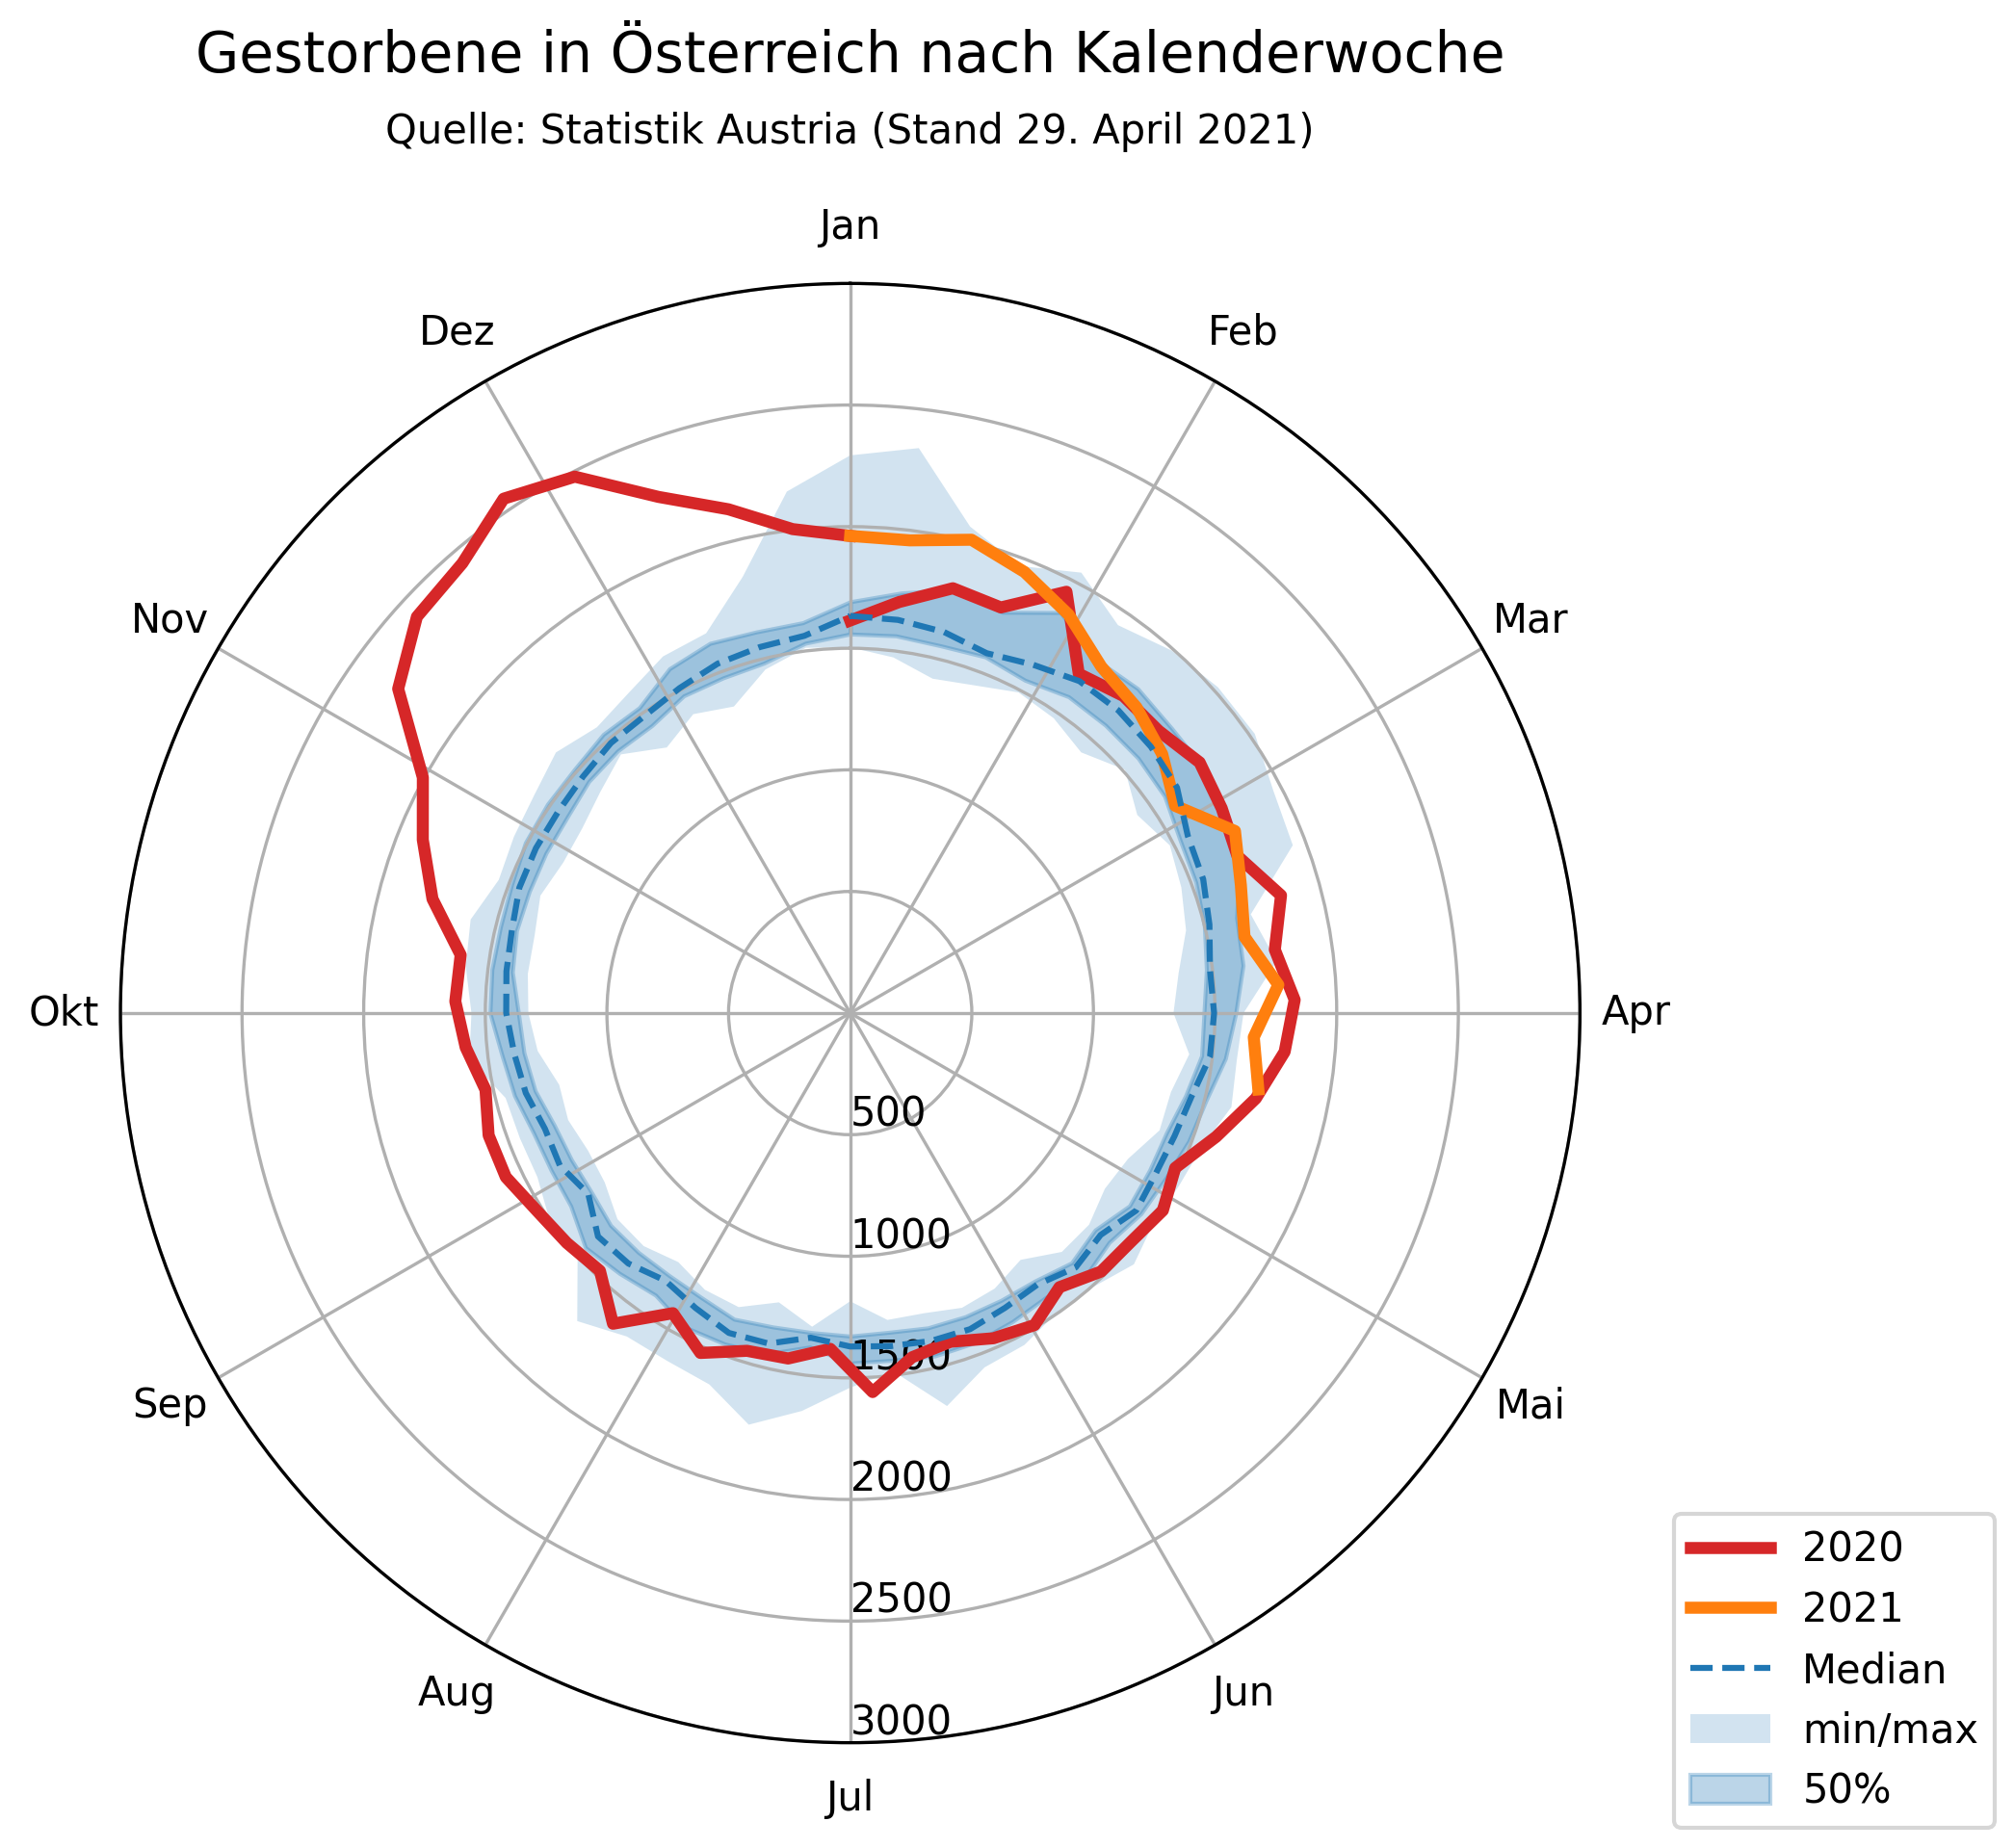 Gestorbene in Österreich nach Kalenderwoche
Quelle: Statistik Austria (Stand 29. April 2021)
Jan
Feb
Mar
Apr
Mai
Jun
Jul
Aug
Sep
Okt
Nov
Dez
500
1000
1500
2000
2500
3000
2020
2021
Median
min/max
50%